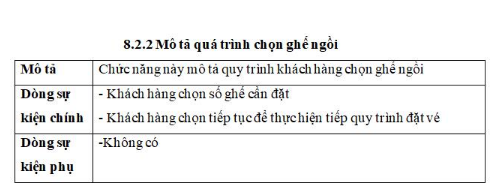 8.2.2 Mô tả quá trình chọn ghế ngồi
Mô tả
Chức năng này mô tả quy trình khách hàng chọn ghế ngồi
Dòng sự
kiện chính
- Khách hàng chọn số ghế cần đặt
- Khách hàng chọn tiếp tục để thực hiện tiếp quy trình đặt vé
Dòng sự
kiện phụ
-Không có